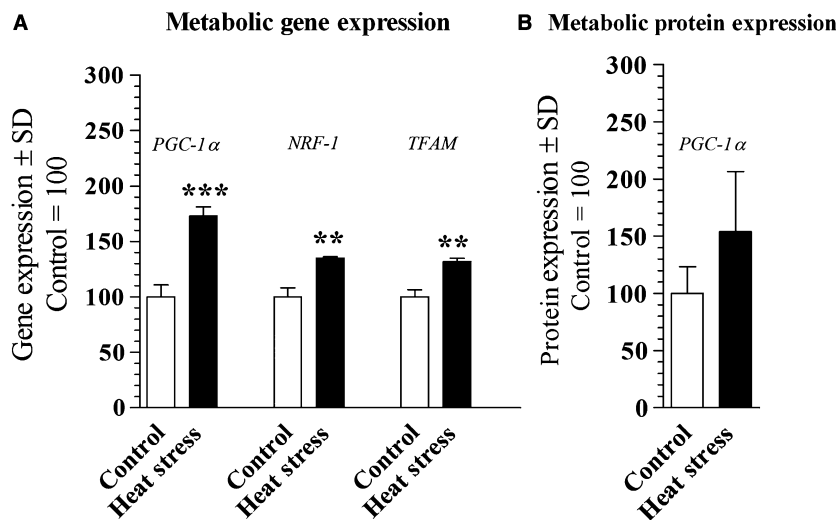 A
Metabolic gene expression
Gene expression ± SD
Control = 100
300
250
200
150
100
50
0
PGC-1α
NRF-1
TFAM
***
**
**
Control
Heat stress
Control
Heat stress
Control
Heat stress
B
Metabolic protein expression
Protein expression ± SD
Control = 100
300
250
200
150
100
50
0
PGC-1α
Control
Heat stress